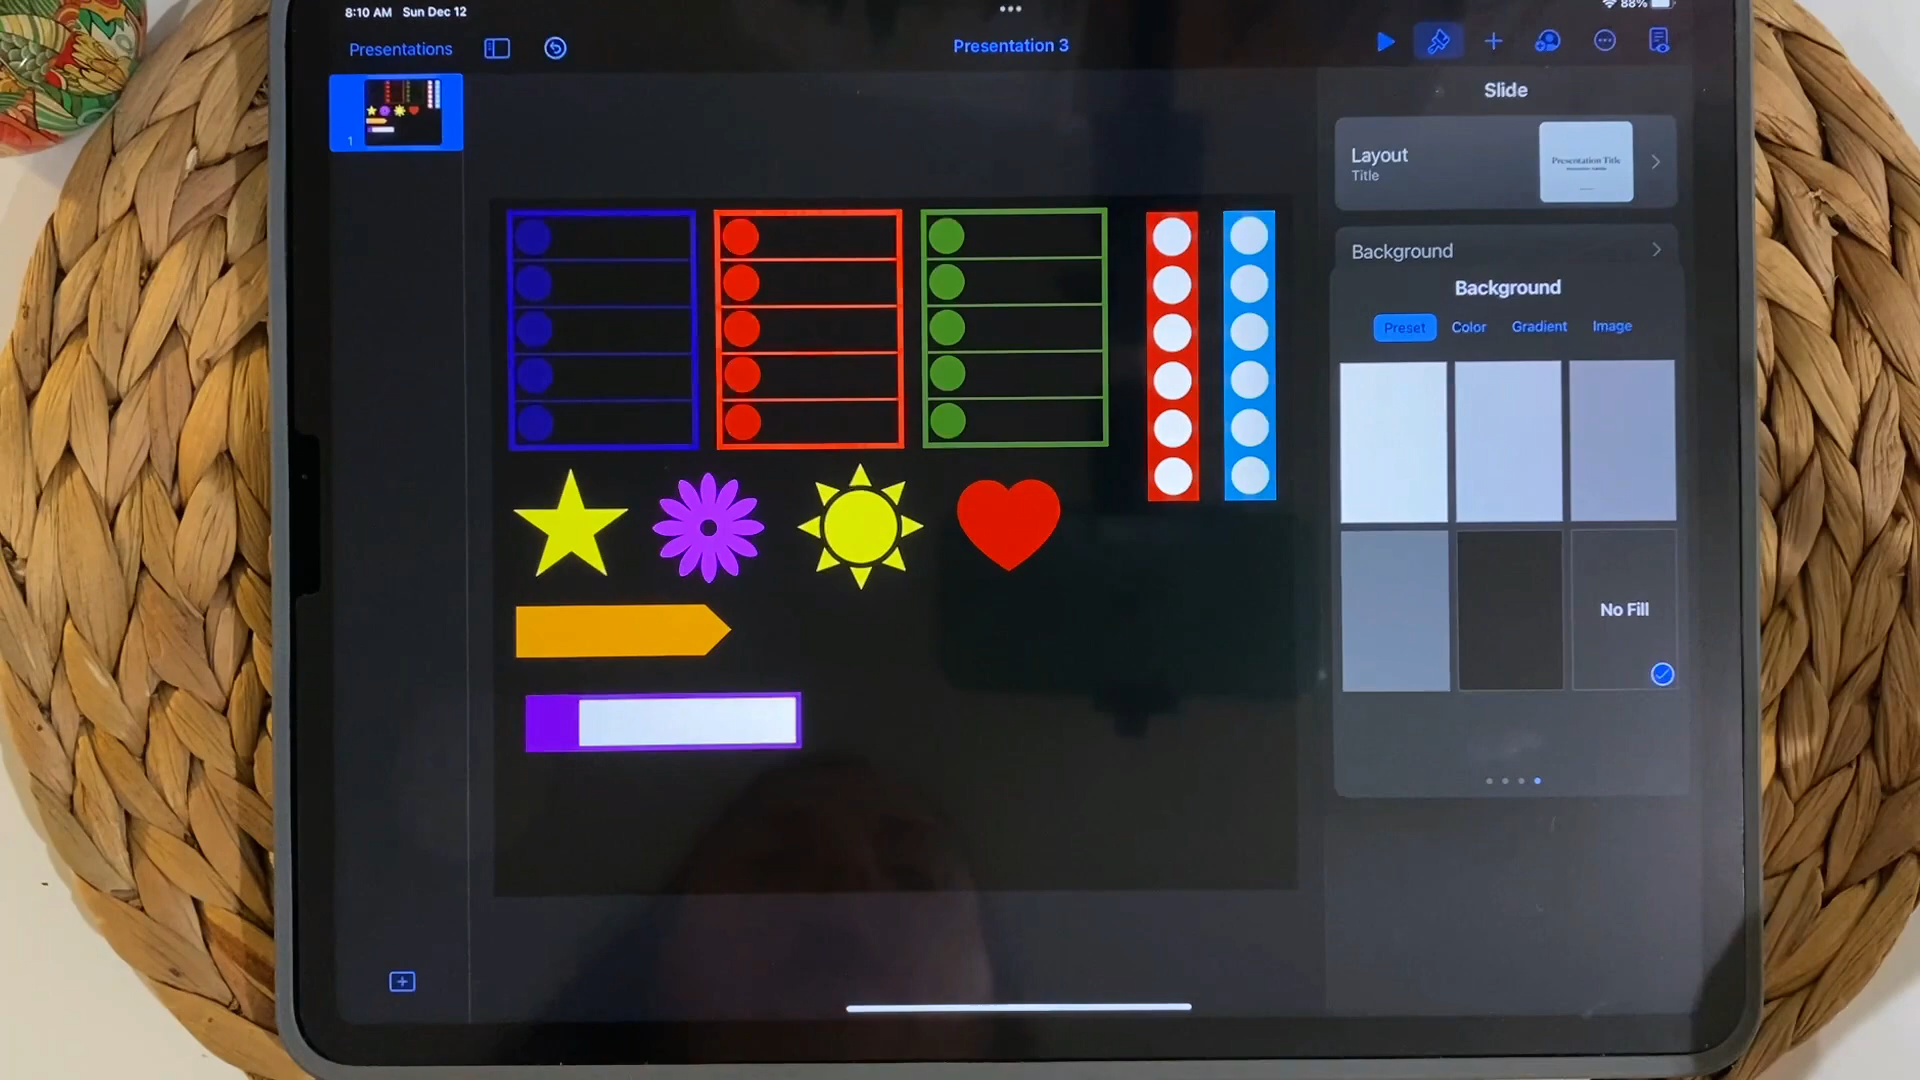 8:10 AM Sun Dec 12
88%
Presentations
Presentation 3
1
Slide
Layout
Title
Presentation Title
Background
Background
Preset
Color
Gradient
Image
No Fill